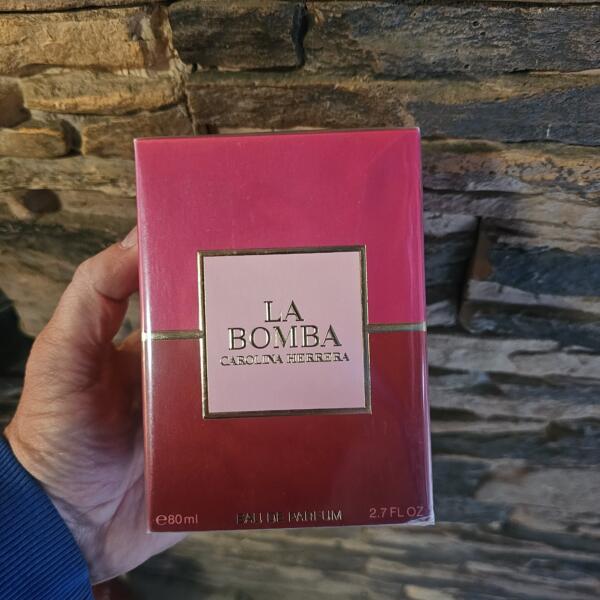 LA
BOMBA
CAROLINA HERRERA
℮80ml EAU DE PARFUM 2.7 FL OZ